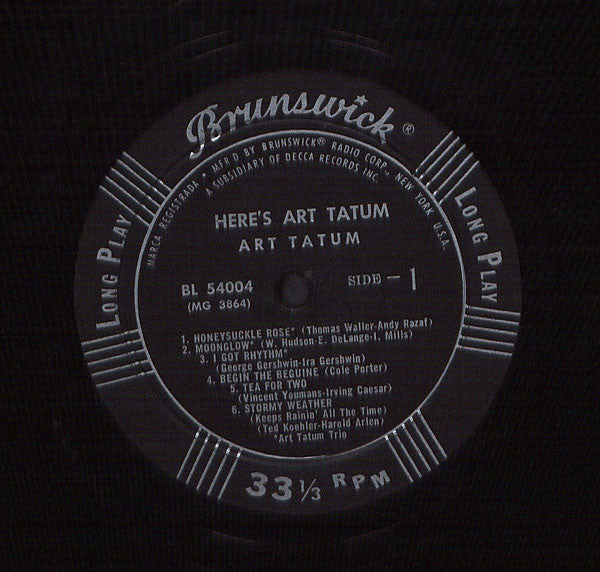 Brunswick®
MARCA REGISTRADA • MFR'D BY BRUNSWICK® RADIO CORP., NEW YORK, U.S.A.
A SUBSIDIARY OF DECCA RECORDS INC.
LONG PLAY
LONG PLAY
HERE'S ART TATUM
ART TATUM
BL 54004 SIDE - 1
(MG 3864)
1. HONEYSUCKLE ROSE* (Thomas Waller-Andy Razaf)
2. MOONGLOW* (W. Hudson-E. DeLange-I. Mills)
3. I GOT RHYTHM*
(George Gershwin-Ira Gershwin)
4. BEGIN THE BEGUINE (Cole Porter)
5. TEA FOR TWO
(Vincent Youmans-Irving Caesar)
6. STORMY WEATHER
(Keeps Rainin' All The Time)
(Ted Koehler-Harold Arlen)
*Art Tatum Trio
33 1/3 RPM